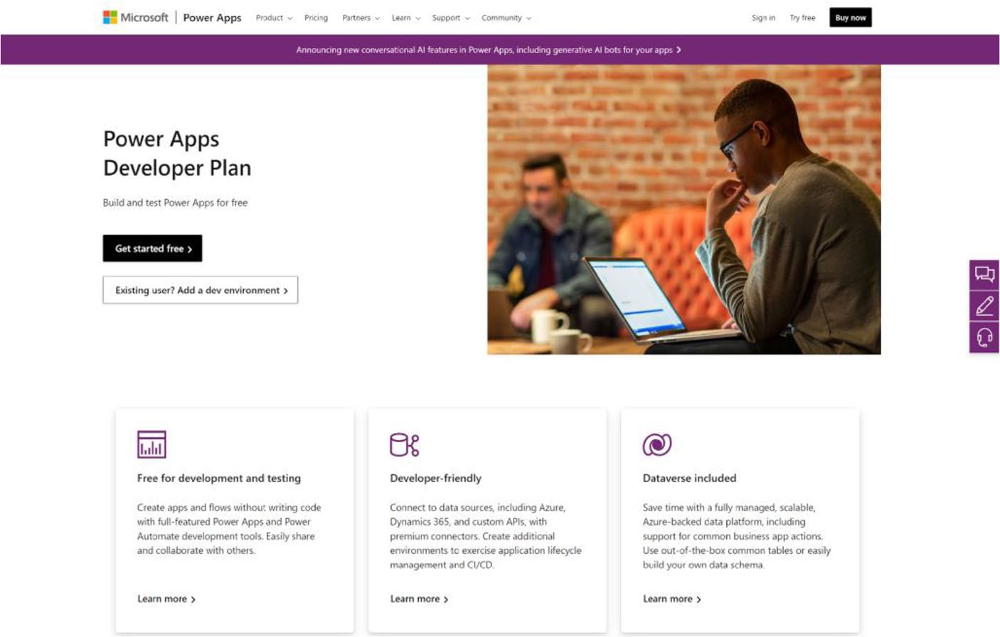 Microsoft | Power Apps Product Pricing Partners Learn Support Community Sign in Try free Buy now
Announcing new conversational AI features in Power Apps, including generative AI bots for your apps
Power Apps
Developer Plan
Build and test Power Apps for free
Get started free
Existing user? Add a dev environment
Free for development and testing
Create apps and flows without writing code
with full-featured Power Apps and Power
Automate development tools. Easily share
and collaborate with others.
Learn more
Developer-friendly
Connect to data sources, including Azure,
Dynamics 365, and custom APIs, with
premium connectors. Create additional
environments to exercise application lifecycle
management and CI/CD.
Learn more
Dataverse included
Save time with a fully managed, scalable,
Azure-backed data platform, including
support for common business app actions.
Use out-of-the-box common tables or easily
build your own data schema.
Learn more